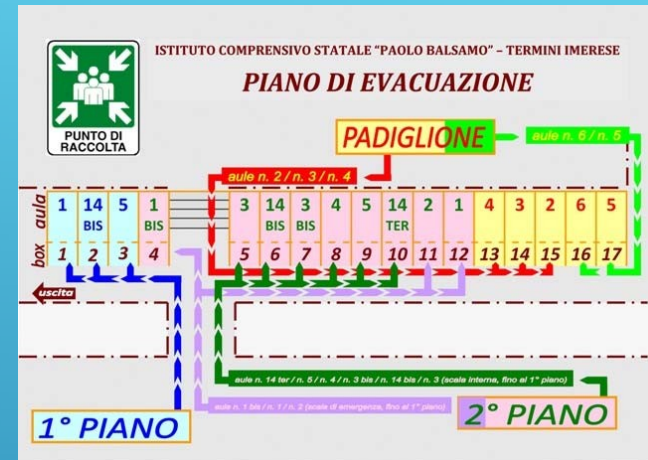 ISTITUTO COMPRENSIVO STATALE "PAOLO BALSAMO" – TERMINI IMERESE
PIANO DI EVACUAZIONE
PUNTO DI
RACCOLTA
PADIGLIONE
aule n. 6 / n. 5
aule n. 2 / n. 3 / n. 4
aula 1 14 5 1 3 14 3 4 5 14 2 1 4 3 2 6 5
BIS BIS BIS BIS TER
box 1 2 3 4 5 6 7 8 9 10 11 12 13 14 15 16 17
uscita
aule n. 14 ter / n. 5 / n. 4 / n. 3 bis / n. 14 bis / n. 3 (scala interna, fino al 1° piano)
aule n. 1 bis / n. 1 / n. 2 (scala di emergenza, fino al 1° piano)
1° PIANO
2° PIANO